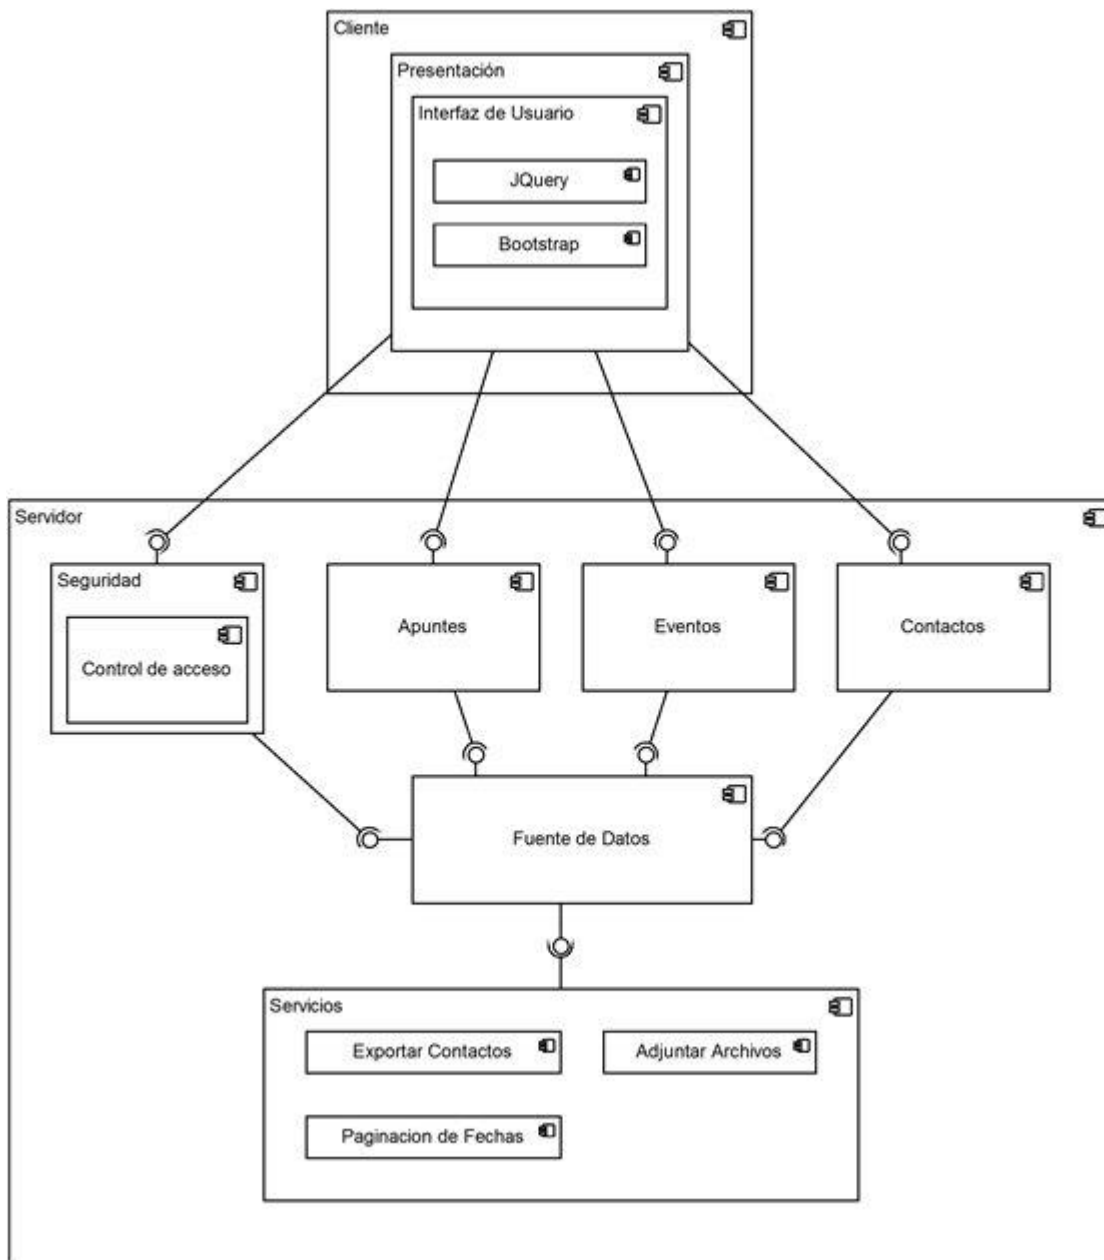 Cliente
Presentación
Interfaz de Usuario
JQuery
Bootstrap
Servidor
Seguridad
Control de acceso
Apuntes
Eventos
Contactos
Fuente de Datos
Servicios
Exportar Contactos
Adjuntar Archivos
Paginacion de Fechas